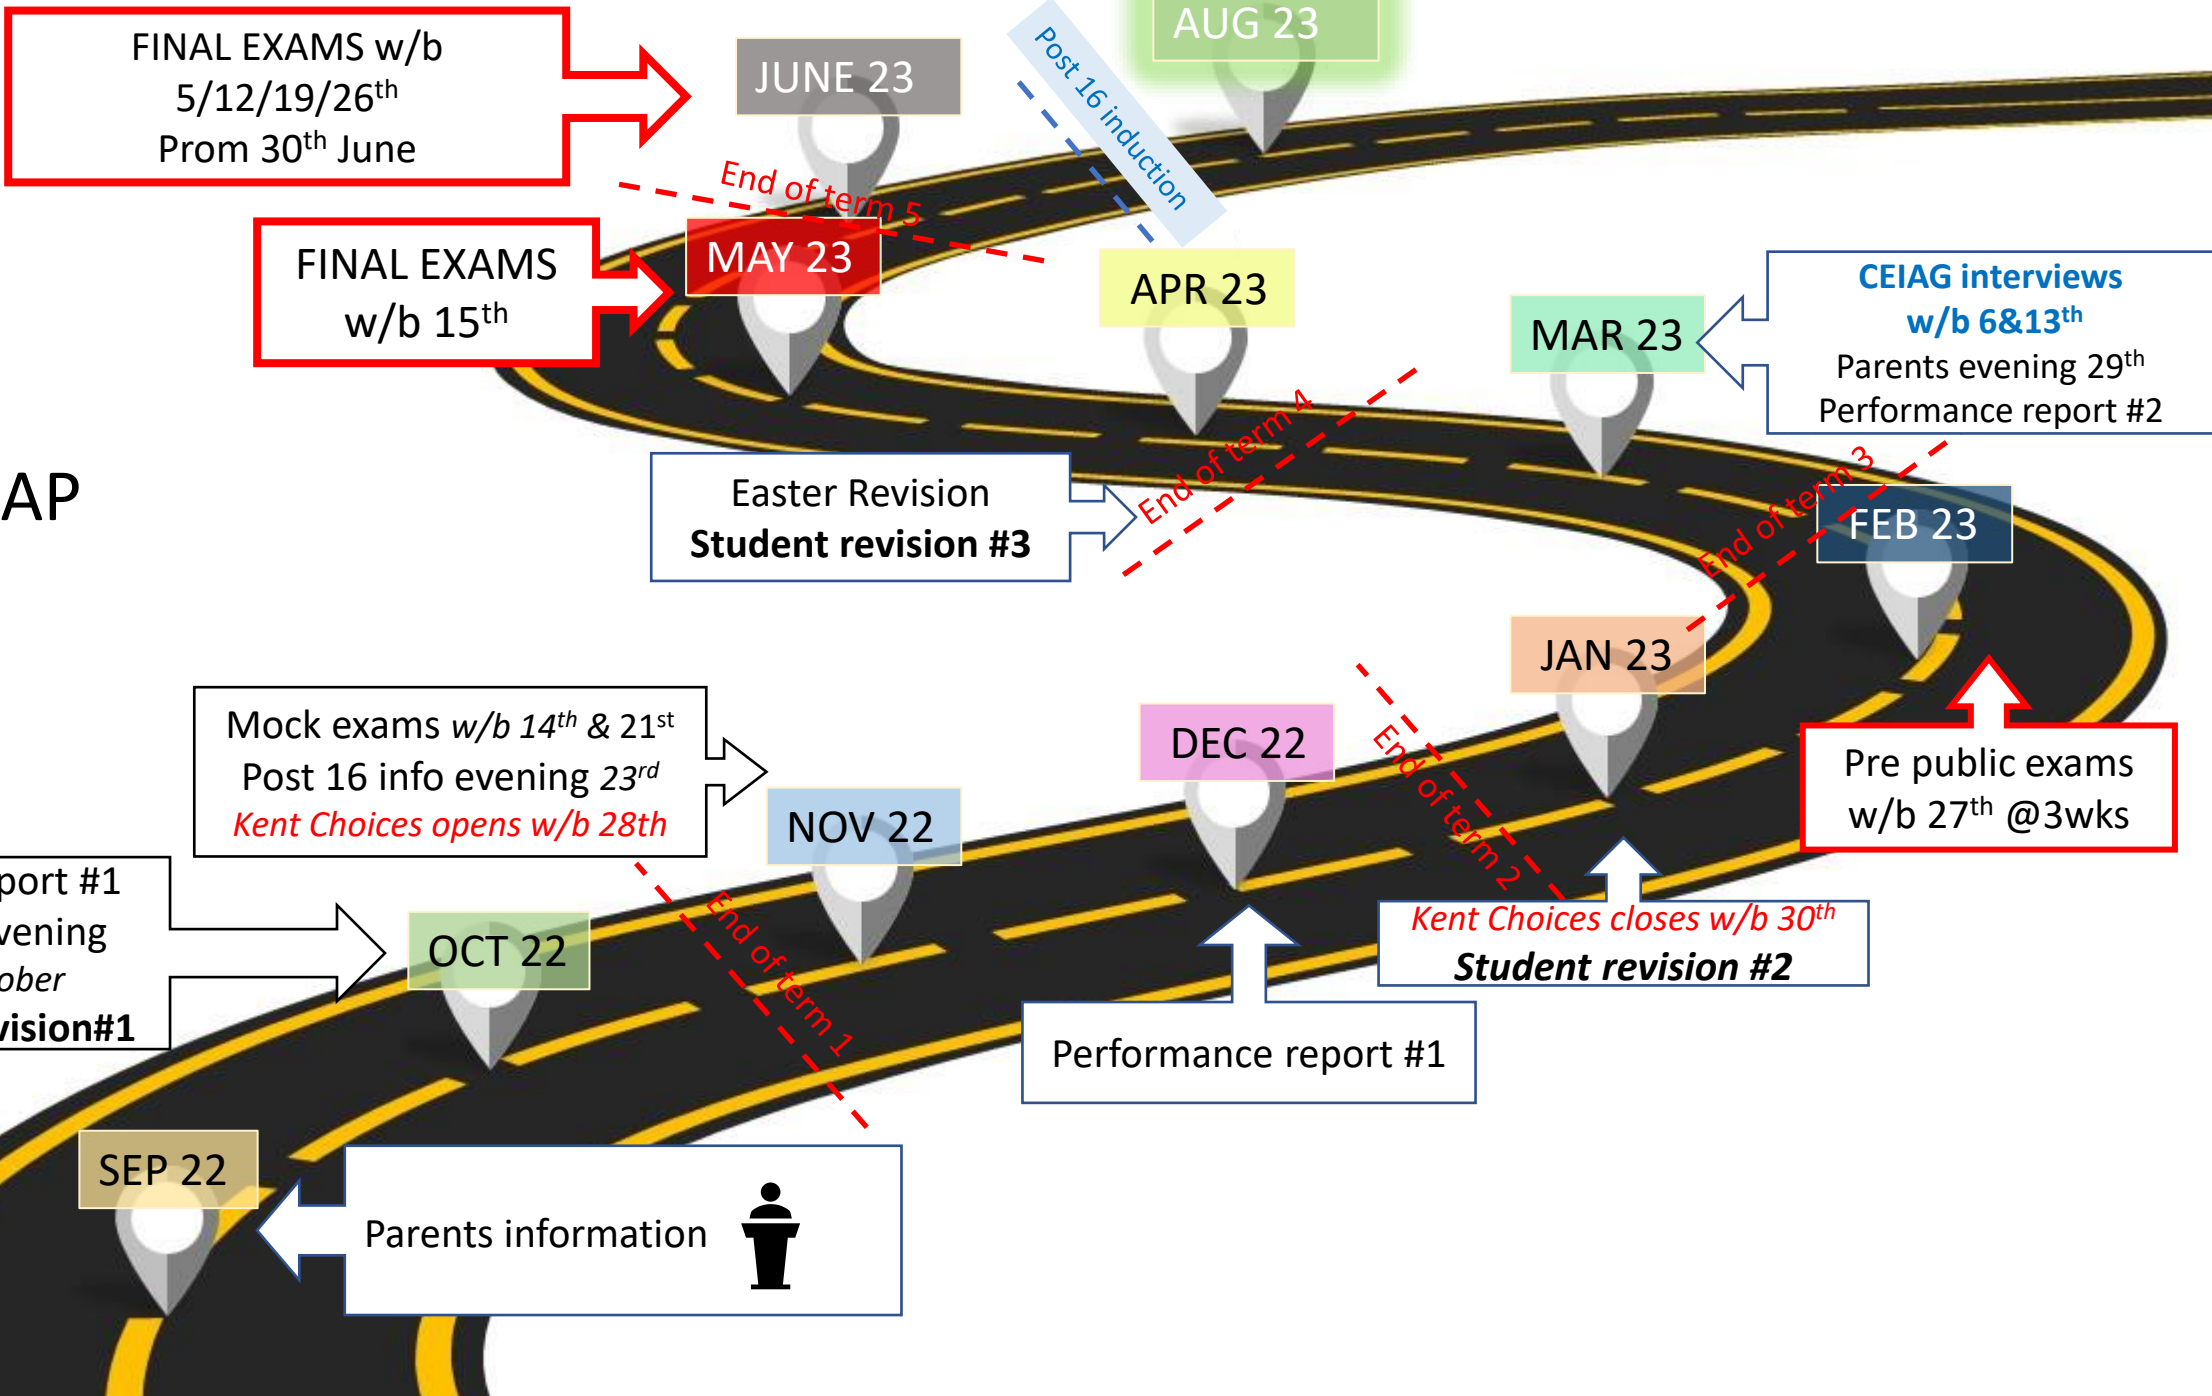 FINAL EXAMS w/b
5/12/19/26th
Prom 30th June
JUNE 23
Post 16 induction
AUG 23
End of term 5
FINAL EXAMS
w/b 15th
MAY 23
APR 23
MAR 23
CEIAG interviews
w/b 6&13th
Parents evening 29th
Performance report #2
AP
Easter Revision
Student revision #3
End of term 4
End of term 3
FEB 23
JAN 23
Pre public exams
w/b 27th @3wks
Mock exams w/b 14th & 21st
Post 16 info evening 23rd
Kent Choices opens w/b 28th
NOV 22
DEC 22
End of term 2
Kent Choices closes w/b 30th
Student revision #2
port #1
vening
ober
vision#1
OCT 22
End of term 1
Performance report #1
SEP 22
Parents information